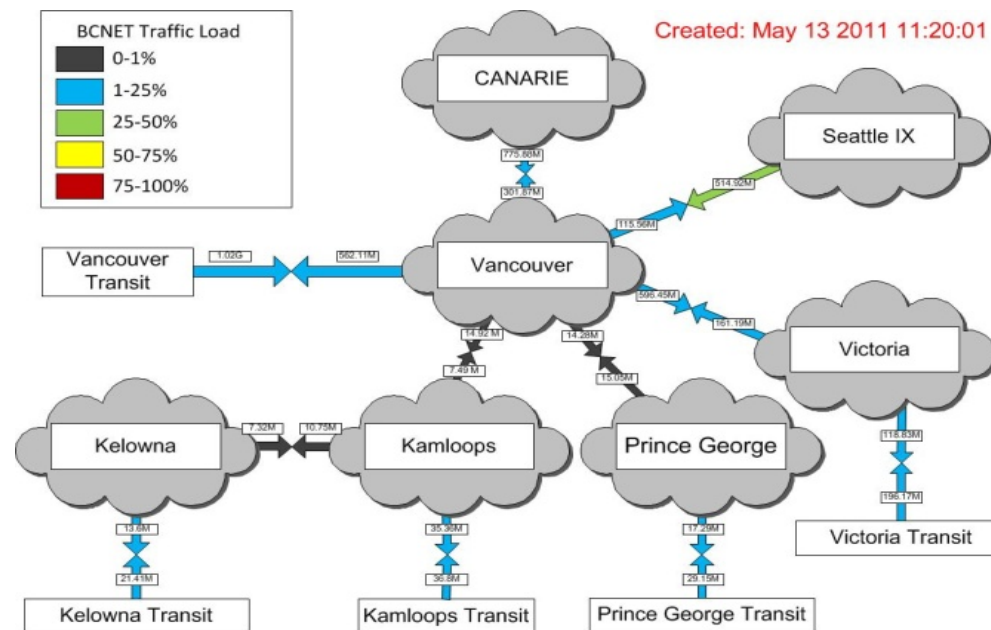 BCNET Traffic Load
0-1%
1-25%
25-50%
50-75%
75-100%
Created: May 13 2011 11:20:01
CANARIE
775.88M
301.87M
Seattle IX
514.92M
115.56M
Vancouver
Transit
1.02G
562.11M
Vancouver
596.45M
161.19M
Victoria
14.92 M
7.49 M
14.28M
15.05M
Kelowna
7.32M
10.75M
Kamloops
Prince George
118.83M
196.17M
Victoria Transit
13.6M
21.41M
35.36M
36.8M
17.29M
29.15M
Kelowna Transit
Kamloops Transit
Prince George Transit